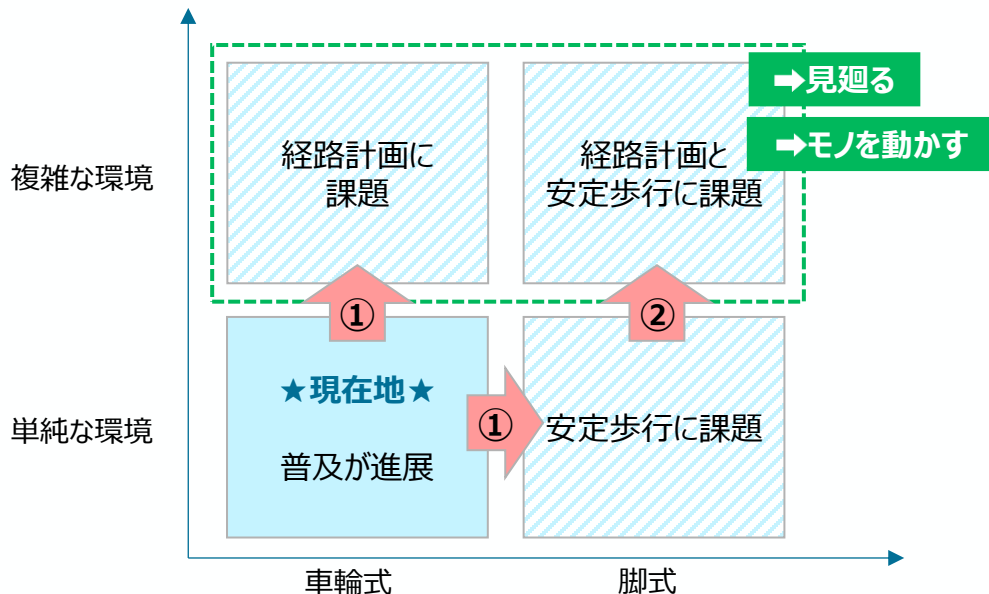 ➡見廻る
➡モノを動かす
複雑な環境
経路計画に
課題
経路計画と
安定歩行に課題
①
②
単純な環境
★現在地★
普及が進展
①
安定歩行に課題
車輪式
脚式